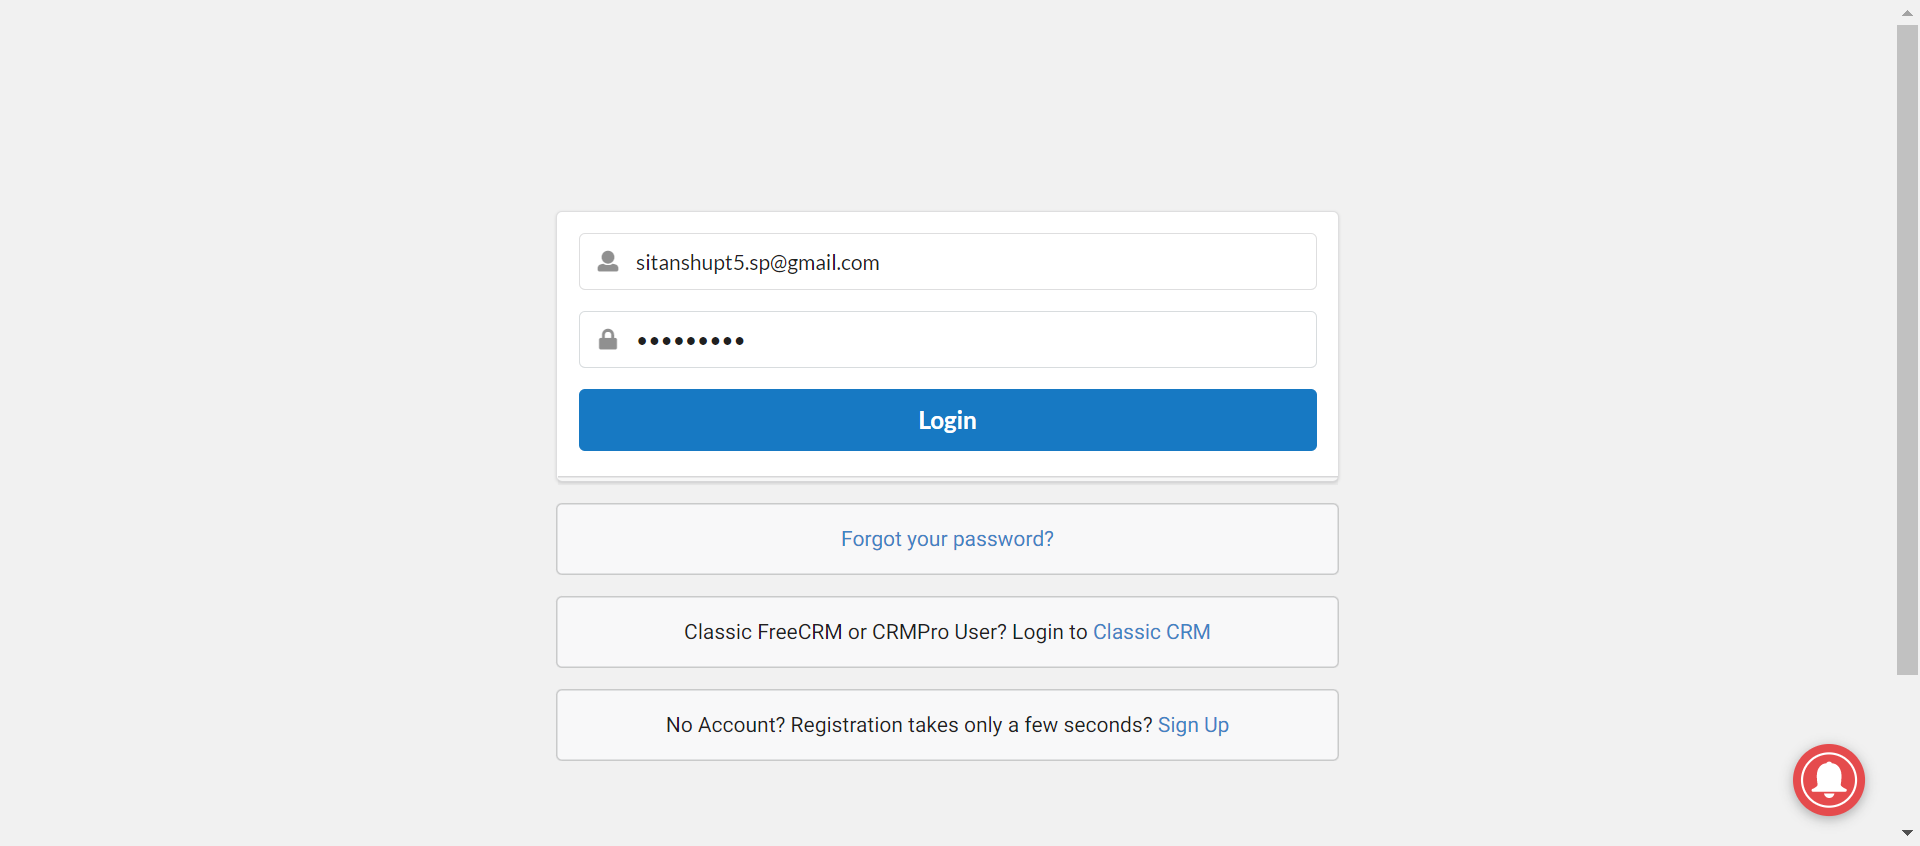 sitanshupt5.sp@gmail.com
•••••••••
Login
Forgot your password?
Classic FreeCRM or CRMPro User? Login to Classic CRM
No Account? Registration takes only a few seconds? Sign Up